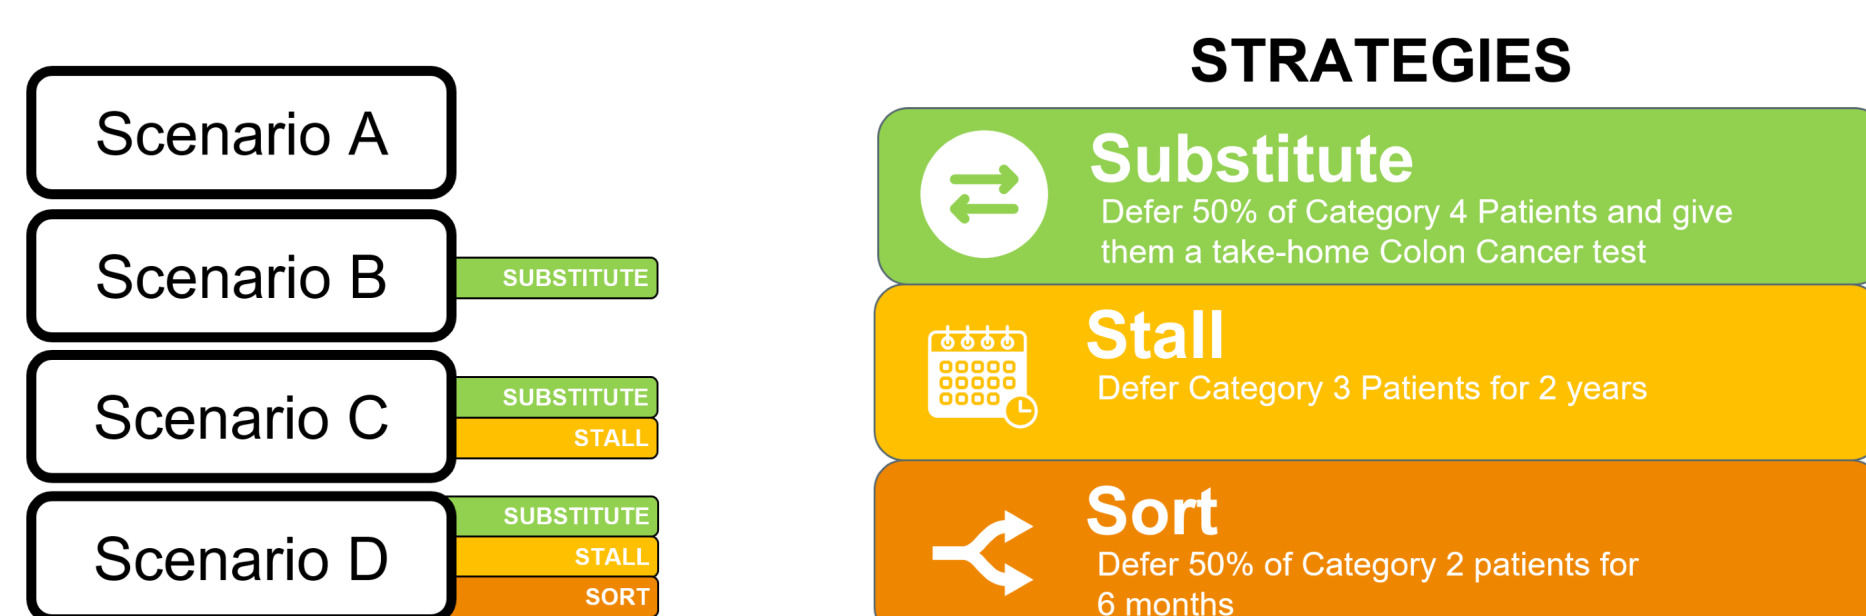 Scenario A
Scenario B
SUBSTITUTE
Scenario C
SUBSTITUTE
STALL
Scenario D
SUBSTITUTE
STALL
SORT
STRATEGIES
Substitute
Defer 50% of Category 4 Patients and give
them a take-home Colon Cancer test
Stall
Defer Category 3 Patients for 2 years
Sort
Defer 50% of Category 2 patients for
6 months